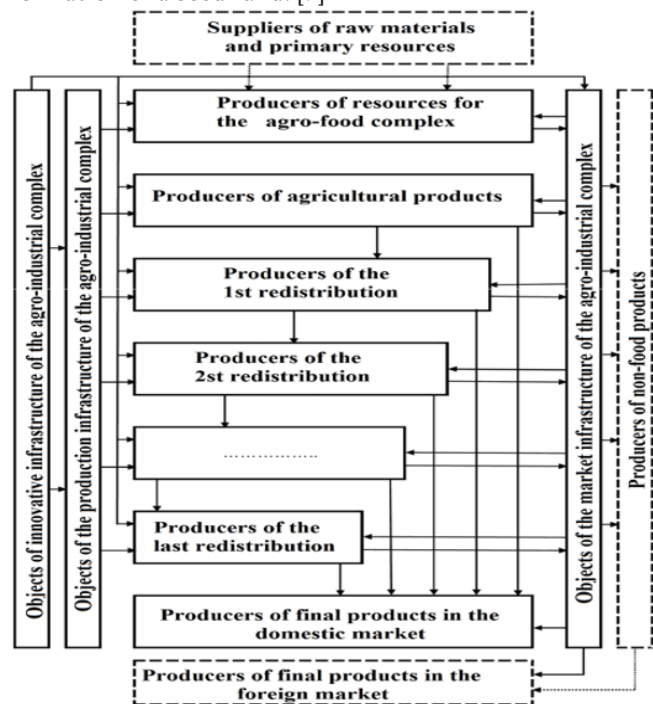 Suppliers of raw materials
and primary resources
Objects of innovative infrastructure of the agro-industrial complex
Objects of the production infrastructure of the agro-industrial complex
Producers of resources for
the agro-food complex
Producers of agricultural products
Producers of the
1st redistribution
Producers of the
2st redistribution
.................
Producers of the
last redistribution
Producers of final products in the
domestic market
Producers of final products in the
foreign market
Objects of the market infrastructure of the agro-industrial complex
Producers of non-food products